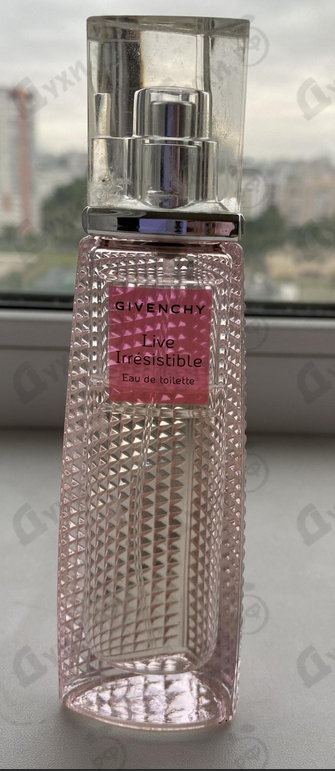 GIVENCHY
Live
Irrésistible
Eau de toilette